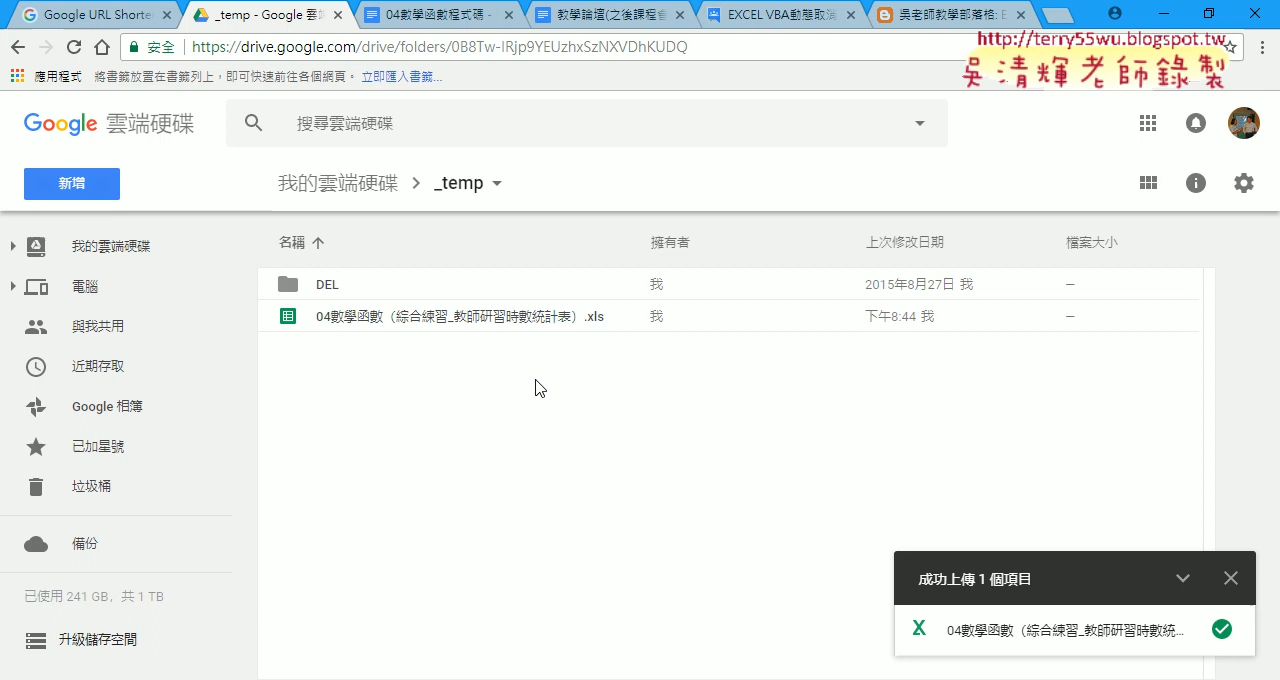 Google URL Shorte
_temp - Google 雲端
04數學函數程式碼 -
教學論壇(之後課程會
EXCEL VBA動態取消
吳老師教學部落格: E
安全
https://drive.google.com/drive/folders/0B8Tw-IRjp9YEUzhxSzNXVDhKUDQ
http://terry55wu.blogspot.tw
吳清輝老師錄製
應用程式
將書籤放置在書籤列上，即可快速前往各個網頁。
立即匯入書籤...
Google 雲端硬碟
搜尋雲端硬碟
新增
我的雲端硬碟 > _temp
我的雲端硬碟
電腦
與我共用
近期存取
Google 相簿
已加星號
垃圾桶
備份
已使用 241 GB，共 1 TB
升級儲存空間
名稱
擁有者
上次修改日期
檔案大小
DEL
我
2015年8月27日 我
—
04數學函數（綜合練習_教師研習時數統計表）.xls
我
下午8:44 我
—
成功上傳 1 個項目
04數學函數（綜合練習_教師研習時數統...